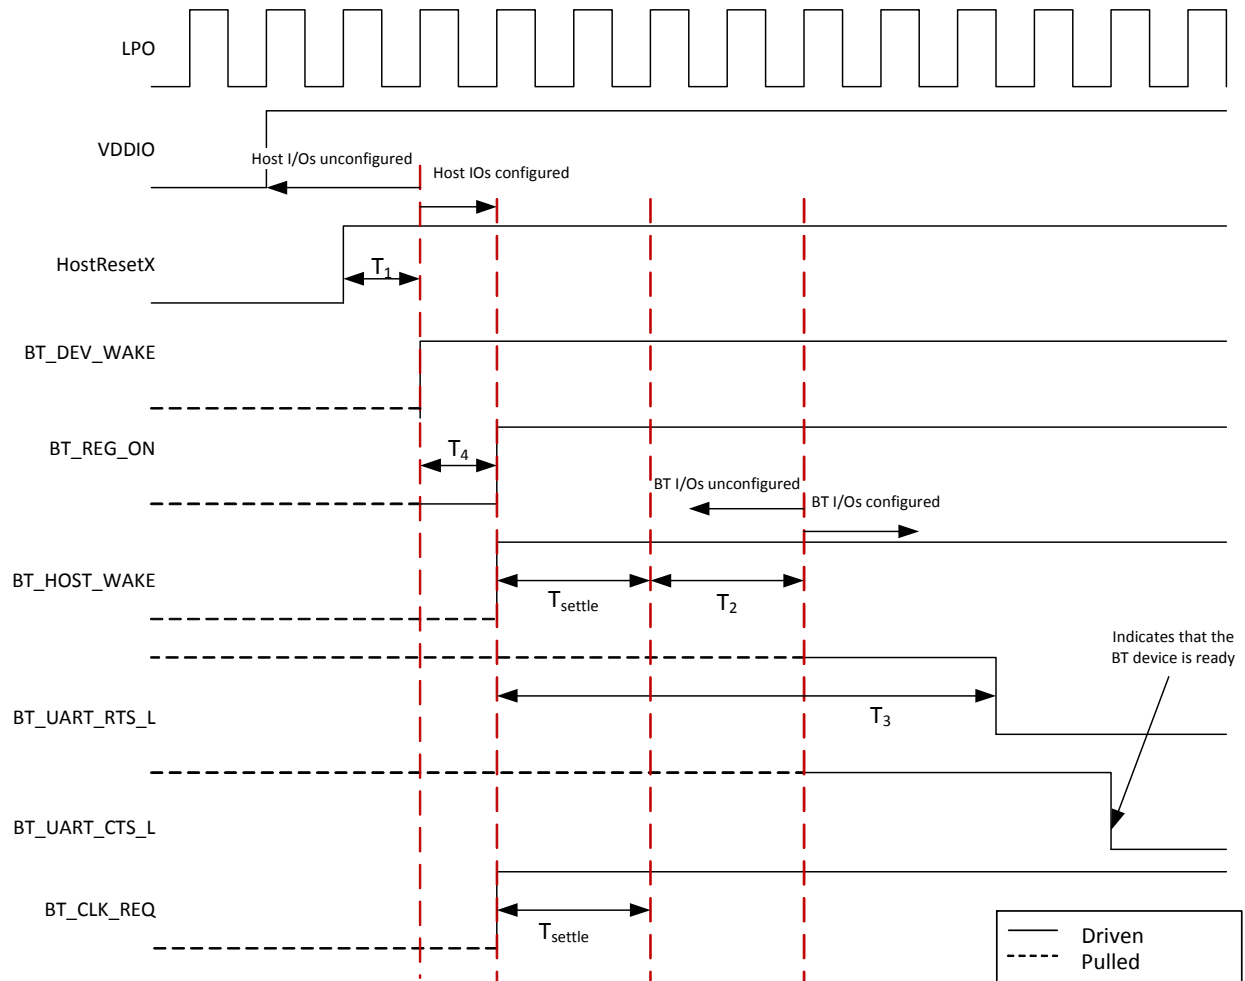 LPO
VDDIO
Host I/Os unconfigured
Host IOs configured
HostResetX
T1
BT_DEV_WAKE
BT_REG_ON
T4
BT I/Os unconfigured
BT I/Os configured
BT_HOST_WAKE
Tsettle
T2
Indicates that the
BT device is ready
BT_UART_RTS_L
T3
BT_UART_CTS_L
BT_CLK_REQ
Tsettle
Driven
Pulled